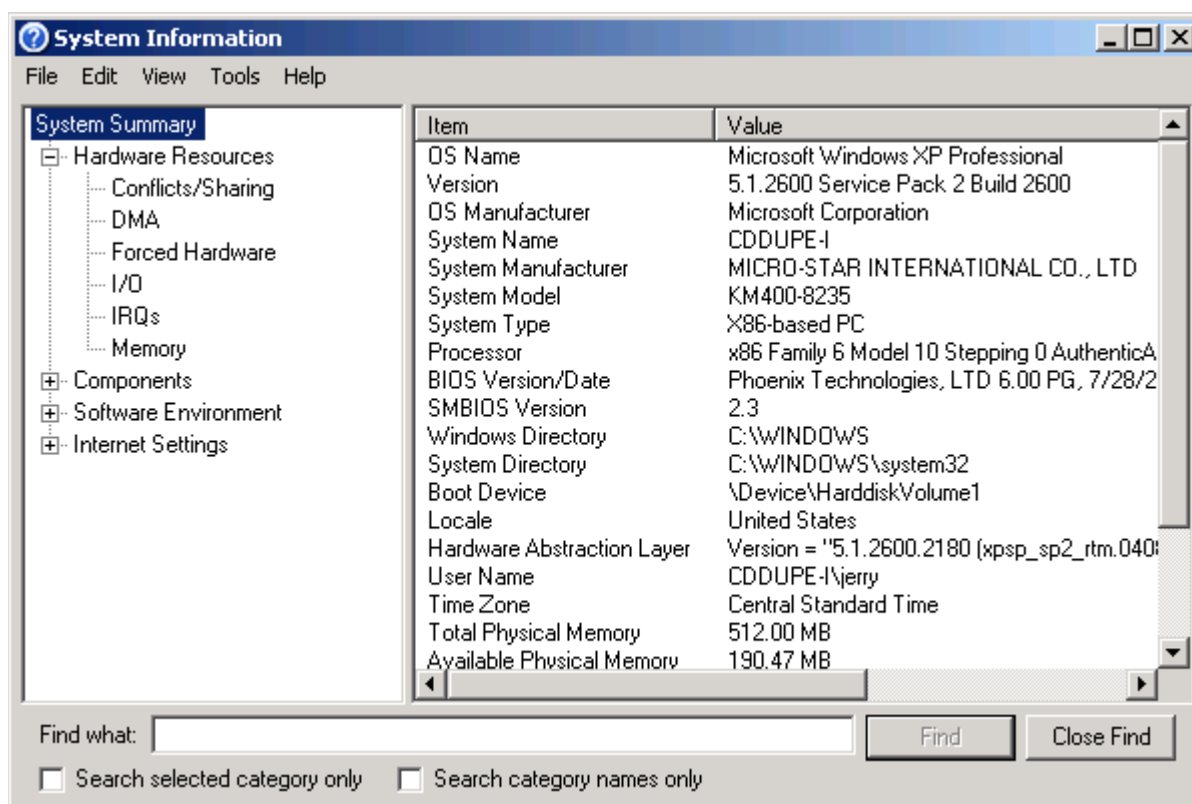 System Information
File Edit View Tools Help
System Summary
Hardware Resources
Conflicts/Sharing
DMA
Forced Hardware
I/O
IRQs
Memory
Components
Software Environment
Internet Settings
Item Value
OS Name Microsoft Windows XP Professional
Version 5.1.2600 Service Pack 2 Build 2600
OS Manufacturer Microsoft Corporation
System Name CDDUPE-I
System Manufacturer MICRO-STAR INTERNATIONAL CO., LTD
System Model KM400-8235
System Type X86-based PC
Processor x86 Family 6 Model 10 Stepping 0 AuthenticA
BIOS Version/Date Phoenix Technologies, LTD 6.00 PG, 7/28/2
SMBIOS Version 2.3
Windows Directory C:\WINDOWS
System Directory C:\WINDOWS\system32
Boot Device \Device\HarddiskVolume1
Locale United States
Hardware Abstraction Layer Version = "5.1.2600.2180 (xpsp_sp2_rtm.040
User Name CDDUPE-I\jerry
Time Zone Central Standard Time
Total Physical Memory 512.00 MB
Available Physical Memory 190.47 MB
Find what: Find Close Find
Search selected category only Search category names only